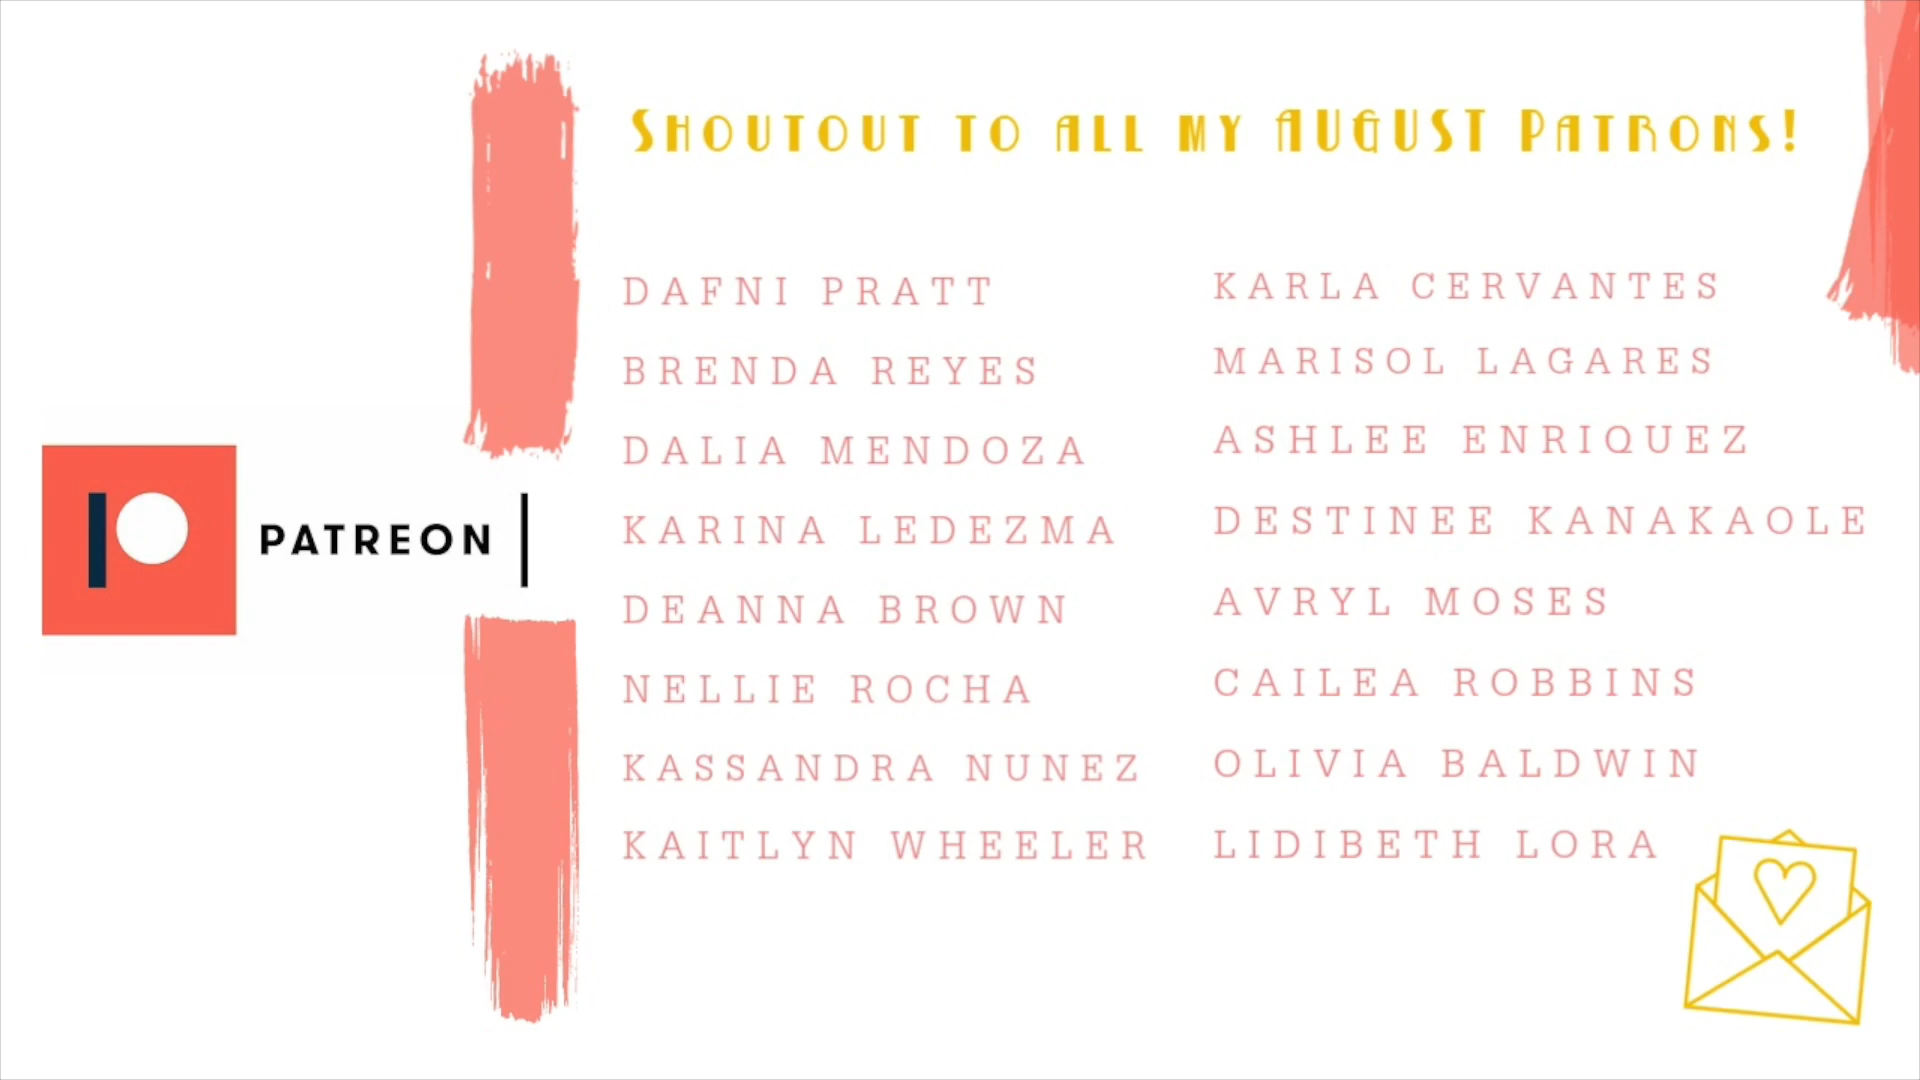 SHOUTOUT TO ALL MY AUGUST PATRONS!
DAFNI PRATT
BRENDA REYES
DALIA MENDOZA
KARINA LEDEZMA
DEANNA BROWN
NELLIE ROCHA
KASSANDRA NUNEZ
KAITLYN WHEELER
KARLA CERVANTES
MARISOL LAGARES
ASHLEE ENRIQUEZ
DESTINEE KANAKAOLE
AVRYL MOSES
CAILEA ROBBINS
OLIVIA BALDWIN
LIDIBETH LORA
PATREON